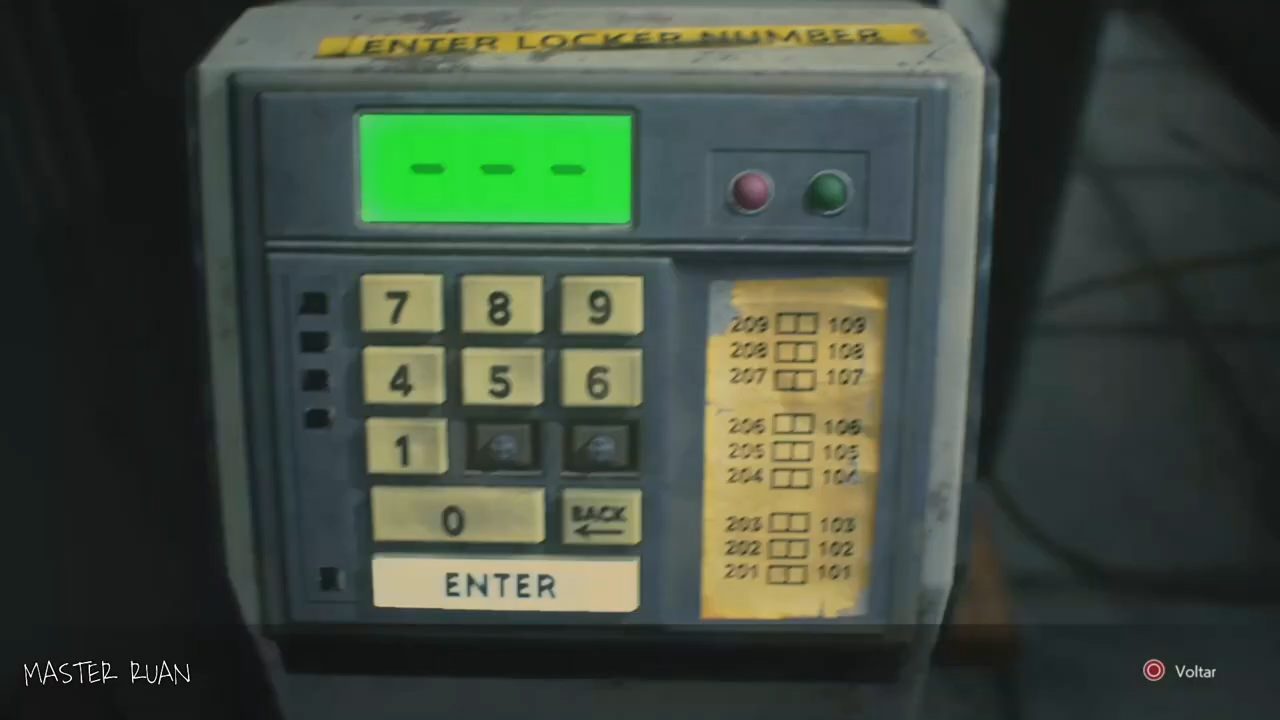 ENTER LOCKER NUMBER
7 8 9
4 5 6
1
0 BACK
ENTER
209 109
208 108
207 107
206 106
205 105
204 104
203 103
202 102
201 101
MASTER RUAN
Voltar